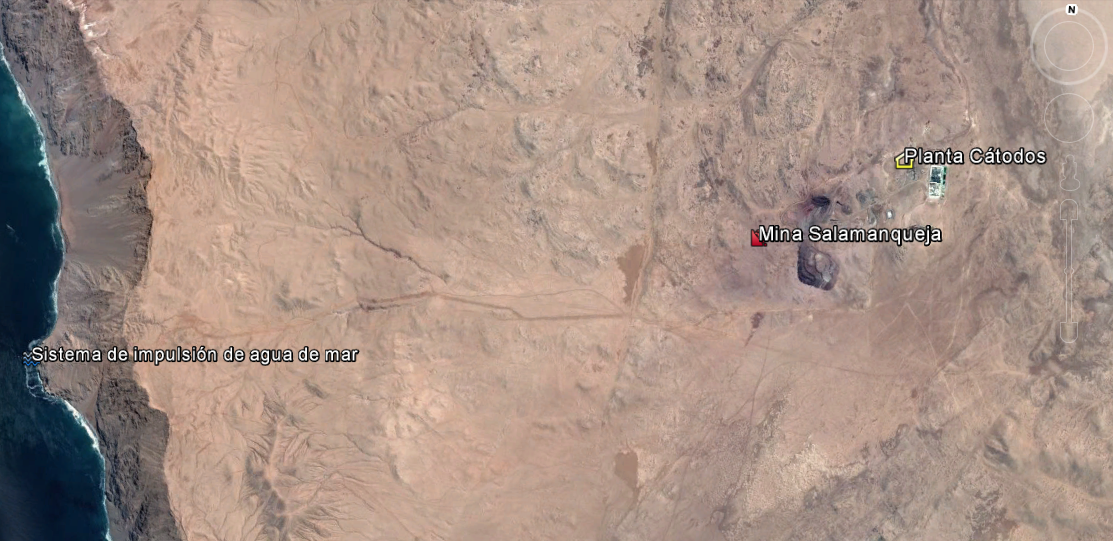 N
Planta Cátodos
Mina Salamanqueja
Sistema de impulsión de agua de mar